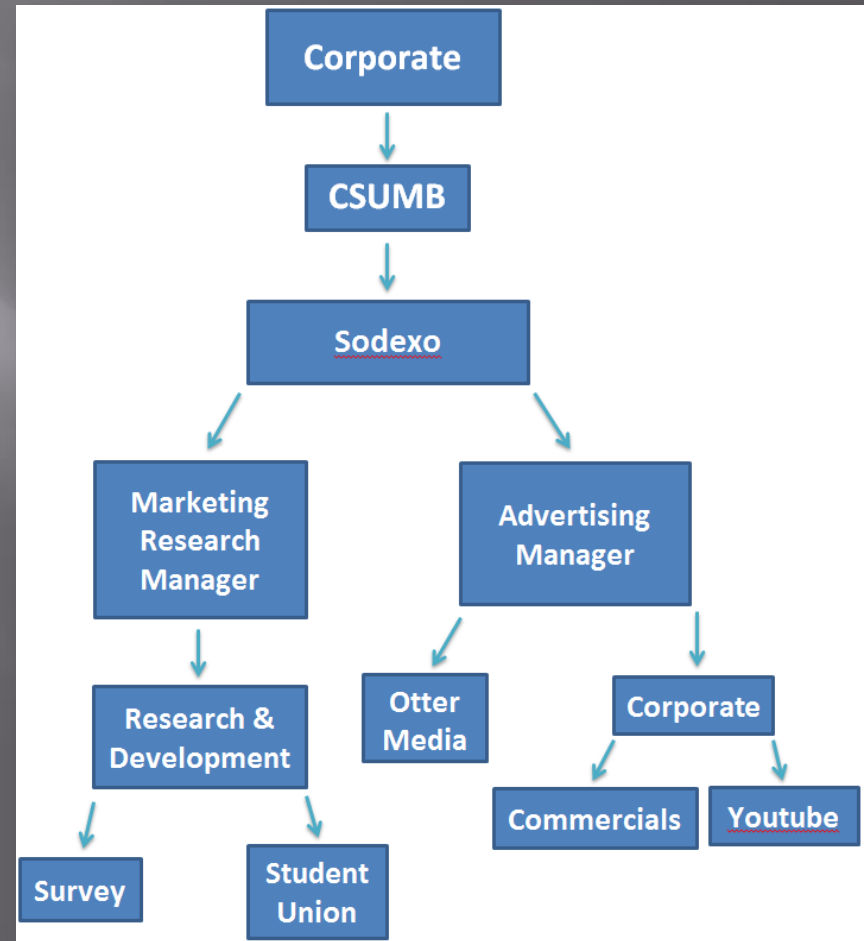 Corporate
CSUMB
Sodexo
Marketing
Research
Manager
Advertising
Manager
Research &
Development
Otter
Media
Corporate
Commercials
Youtube
Survey
Student
Union